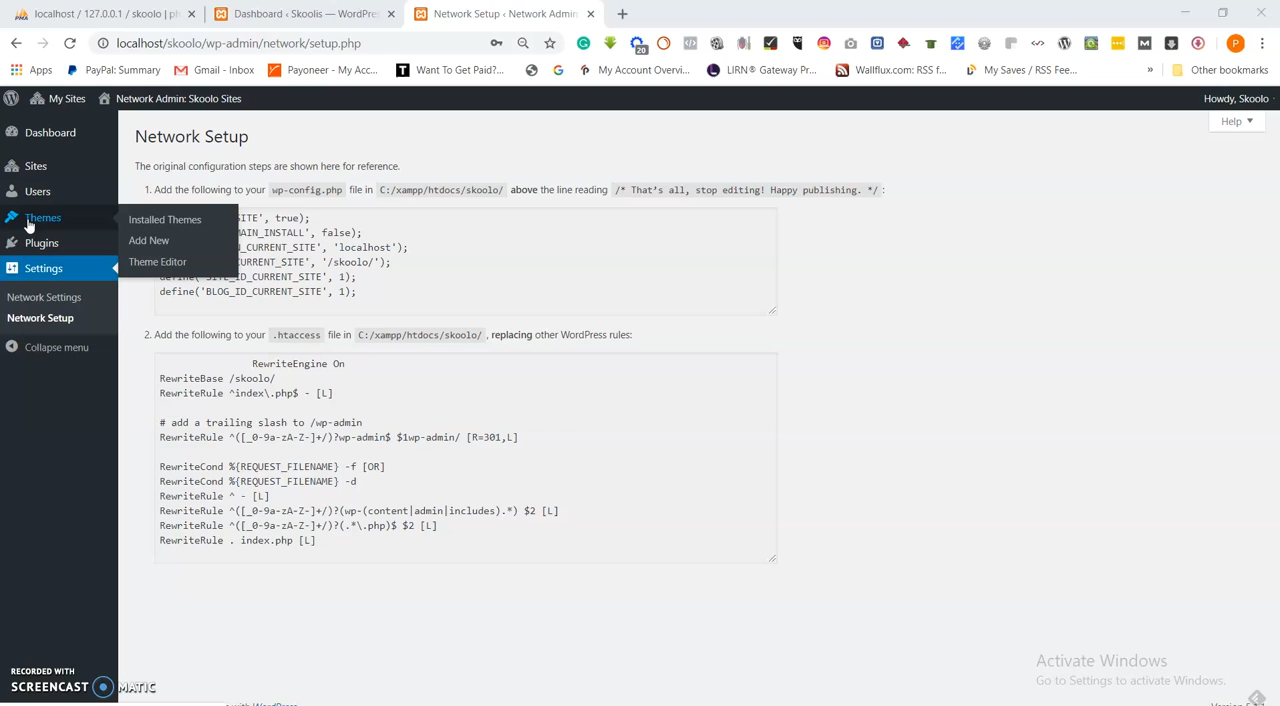 localhost / 127.0.0.1 / skoolo | ph
Dashboard ‹ Skoolis — WordPres
Network Setup ‹ Network Admin
localhost/skoolo/wp-admin/network/setup.php
20
P
Apps
PayPal: Summary
Gmail - Inbox
Payoneer - My Acc...
Want To Get Paid?...
My Account Overvi...
LIRN® Gateway Pr...
Wallflux.com: RSS f...
My Saves / RSS Fee...
»
Other bookmarks
My Sites
Network Admin: Skoolo Sites
Howdy, Skoolo
Help
Dashboard
Sites
Users
Themes
Plugins
Settings
Network Settings
Network Setup
Collapse menu
Installed Themes
Add New
Theme Editor
Network Setup
The original configuration steps are shown here for reference.
1. Add the following to your wp-config.php file in C:/xampp/htdocs/skoolo/ above the line reading /* That’s all, stop editing! Happy publishing. */ :
SITE', true);
MAIN_INSTALL', false);
N_CURRENT_SITE', 'localhost');
CURRENT_SITE', '/skoolo/');
define('SITE_ID_CURRENT_SITE', 1);
define('BLOG_ID_CURRENT_SITE', 1);
2. Add the following to your .htaccess file in C:/xampp/htdocs/skoolo/ , replacing other WordPress rules:
RewriteEngine On
RewriteBase /skoolo/
RewriteRule ^index\.php$ - [L]
# add a trailing slash to /wp-admin
RewriteRule ^([_0-9a-zA-Z-]+/)?wp-admin$ $1wp-admin/ [R=301,L]
RewriteCond %{REQUEST_FILENAME} -f [OR]
RewriteCond %{REQUEST_FILENAME} -d
RewriteRule ^ - [L]
RewriteRule ^([_0-9a-zA-Z-]+/)?(wp-(content|admin|includes).*) $2 [L]
RewriteRule ^([_0-9a-zA-Z-]+/)?(.*\.php)$ $2 [L]
RewriteRule . index.php [L]
Activate Windows
Go to Settings to activate Windows.
RECORDED WITH
SCREENCAST MATIC
with WordPress